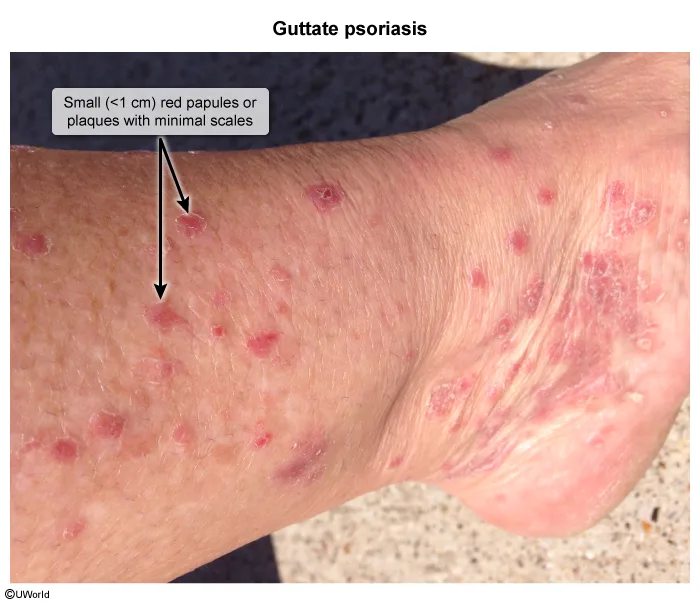 Guttate psoriasis
Small (<1 cm) red papules or
plaques with minimal scales
©UWorld